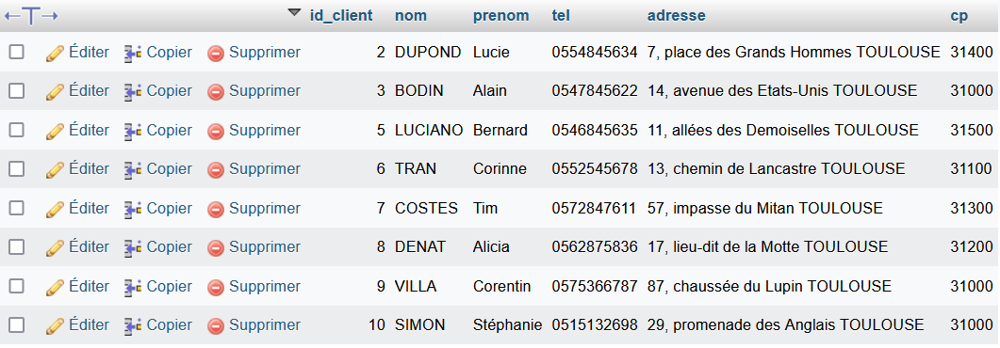 id_client nom prenom tel adresse cp
Éditer Copier Supprimer 2 DUPOND Lucie 0554845634 7, place des Grands Hommes TOULOUSE 31400
Éditer Copier Supprimer 3 BODIN Alain 0547845622 14, avenue des Etats-Unis TOULOUSE 31000
Éditer Copier Supprimer 5 LUCIANO Bernard 0546845635 11, allées des Demoiselles TOULOUSE 31500
Éditer Copier Supprimer 6 TRAN Corinne 0552545678 13, chemin de Lancastre TOULOUSE 31100
Éditer Copier Supprimer 7 COSTES Tim 0572847611 57, impasse du Mitan TOULOUSE 31300
Éditer Copier Supprimer 8 DENAT Alicia 0562875836 17, lieu-dit de la Motte TOULOUSE 31200
Éditer Copier Supprimer 9 VILLA Corentin 0575366787 87, chaussée du Lupin TOULOUSE 31000
Éditer Copier Supprimer 10 SIMON Stéphanie 0515132698 29, promenade des Anglais TOULOUSE 31000